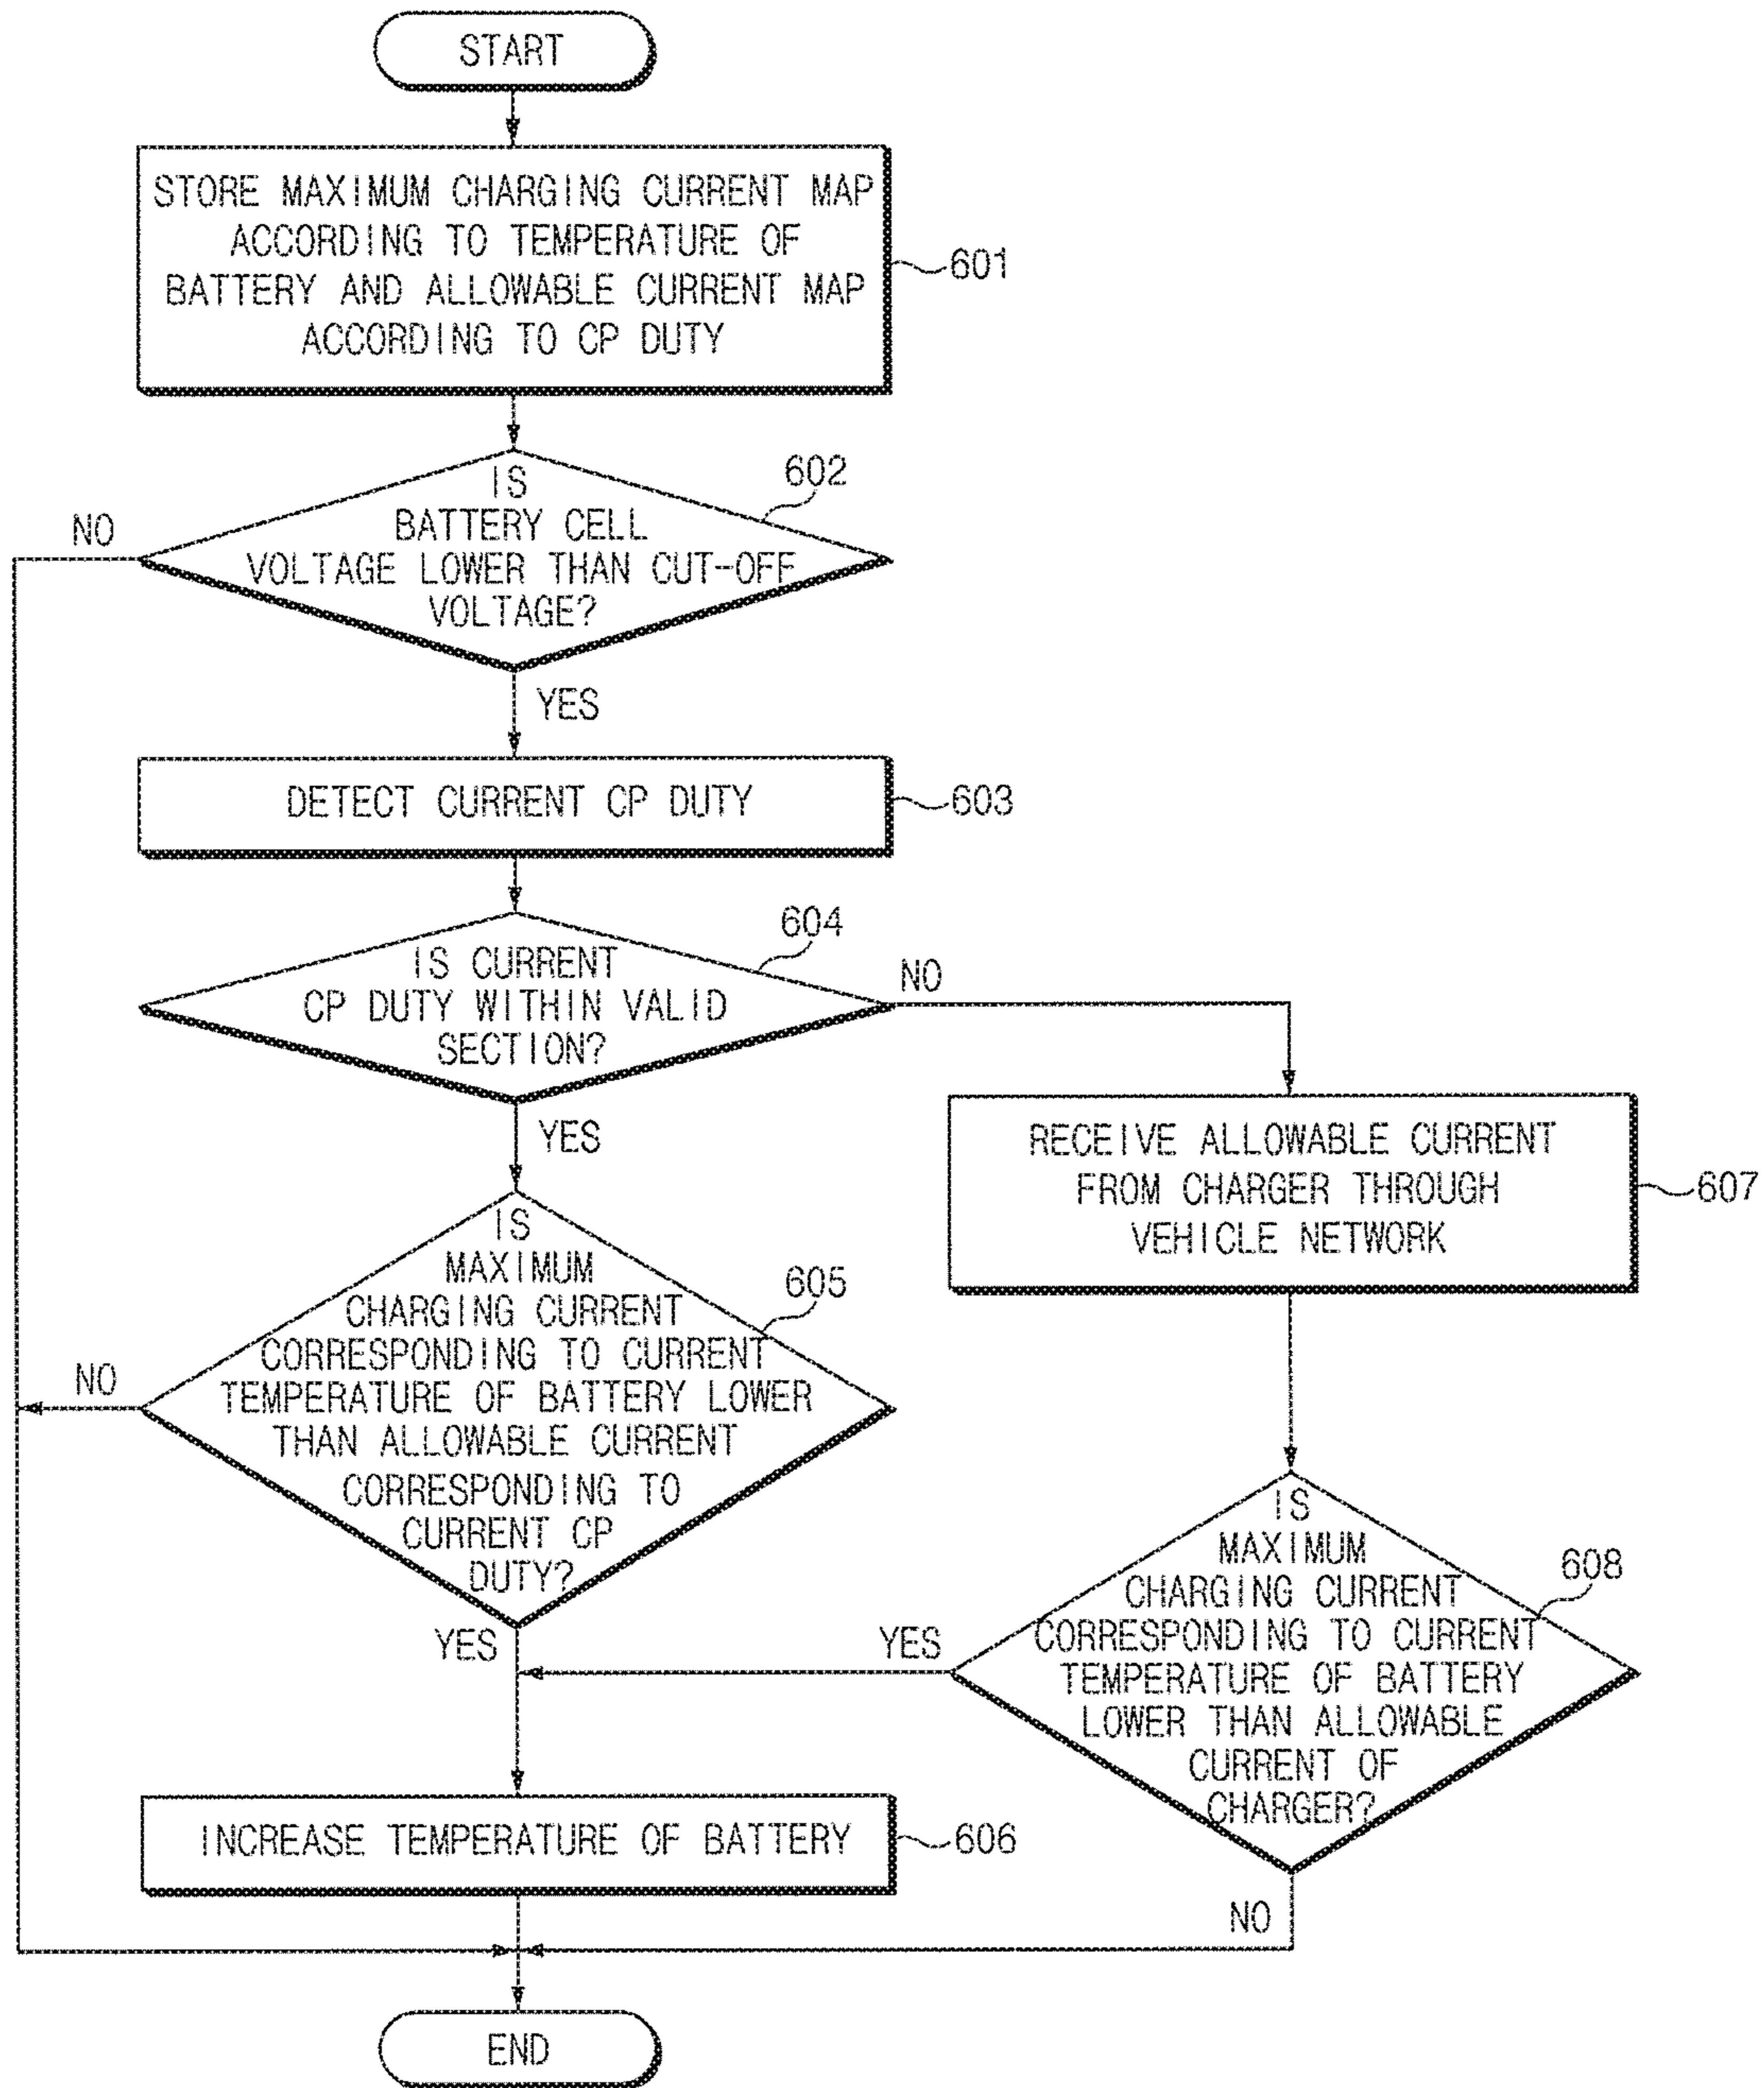 START
STORE MAXIMUM CHARGING CURRENT MAP
ACCORDING TO TEMPERATURE OF
BATTERY AND ALLOWABLE CURRENT MAP
ACCORDING TO CP DUTY
601
IS
BATTERY CELL
VOLTAGE LOWER THAN CUT-OFF
VOLTAGE?
602
NO
YES
DETECT CURRENT CP DUTY
603
IS CURRENT
CP DUTY WITHIN VALID
SECTION?
604
NO
YES
RECEIVE ALLOWABLE CURRENT
FROM CHARGER THROUGH
VEHICLE NETWORK
607
IS
MAXIMUM
CHARGING CURRENT
CORRESPONDING TO CURRENT
TEMPERATURE OF BATTERY LOWER
THAN ALLOWABLE CURRENT
CORRESPONDING TO
CURRENT CP
DUTY?
605
NO
YES
IS
MAXIMUM
CHARGING CURRENT
CORRESPONDING TO CURRENT
TEMPERATURE OF BATTERY
LOWER THAN ALLOWABLE
CURRENT OF
CHARGER?
608
YES
NO
INCREASE TEMPERATURE OF BATTERY
606
END